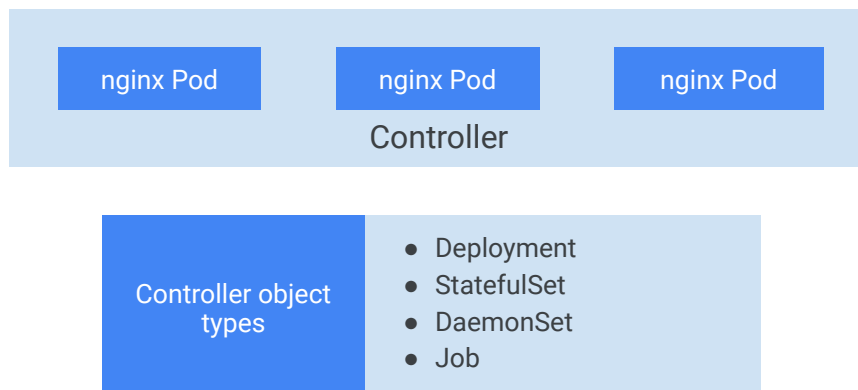 nginx Pod
nginx Pod
nginx Pod
Controller
Controller object
types
● Deployment
● StatefulSet
● DaemonSet
● Job